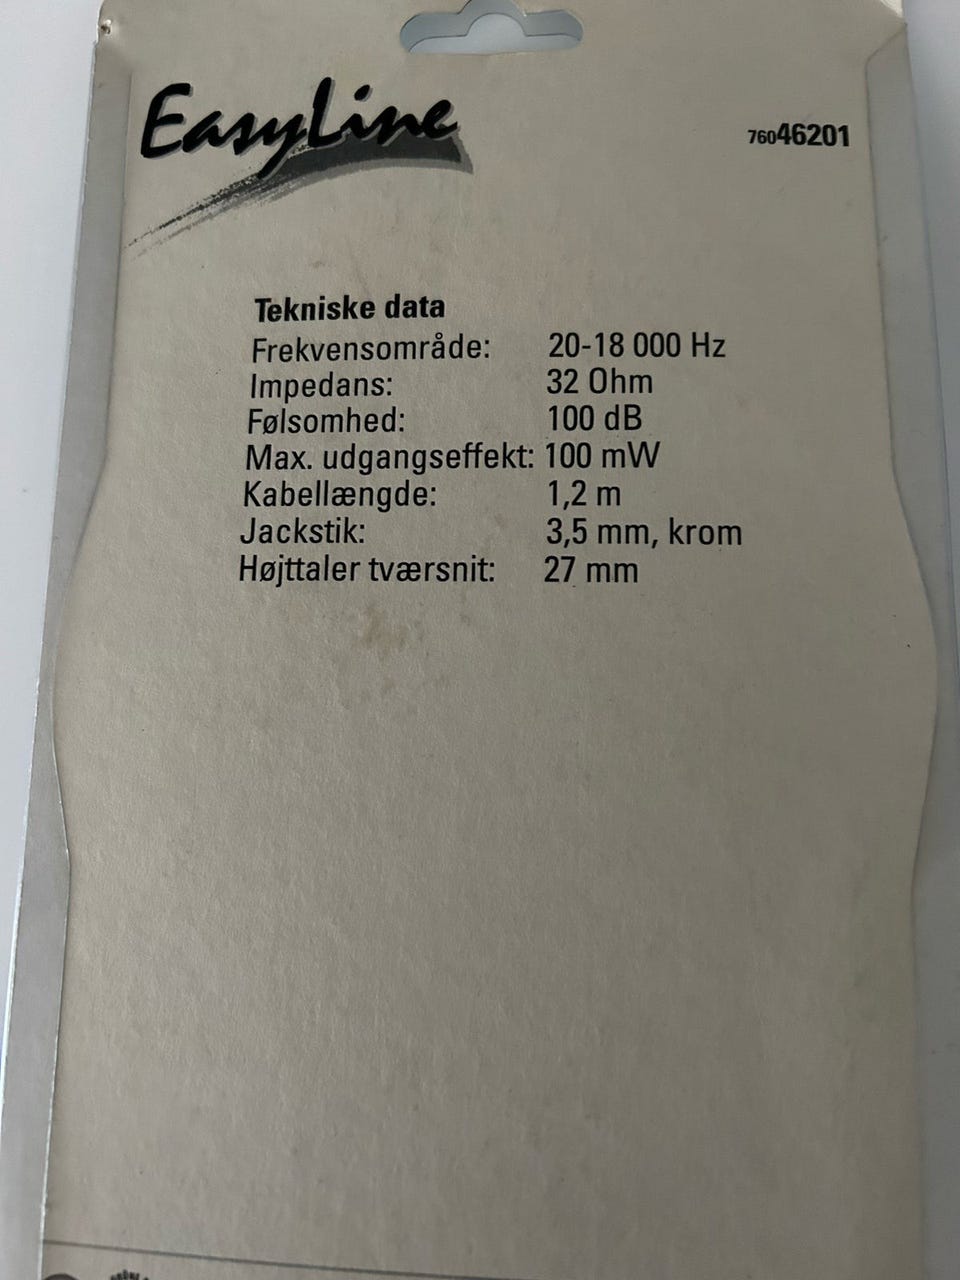 EasyLine
76046201
Tekniske data
Frekvensområde: 20-18 000 Hz
Impedans: 32 Ohm
Følsomhed: 100 dB
Max. udgangseffekt: 100 mW
Kabellængde: 1,2 m
Jackstik: 3,5 mm, krom
Højttaler tværsnit: 27 mm